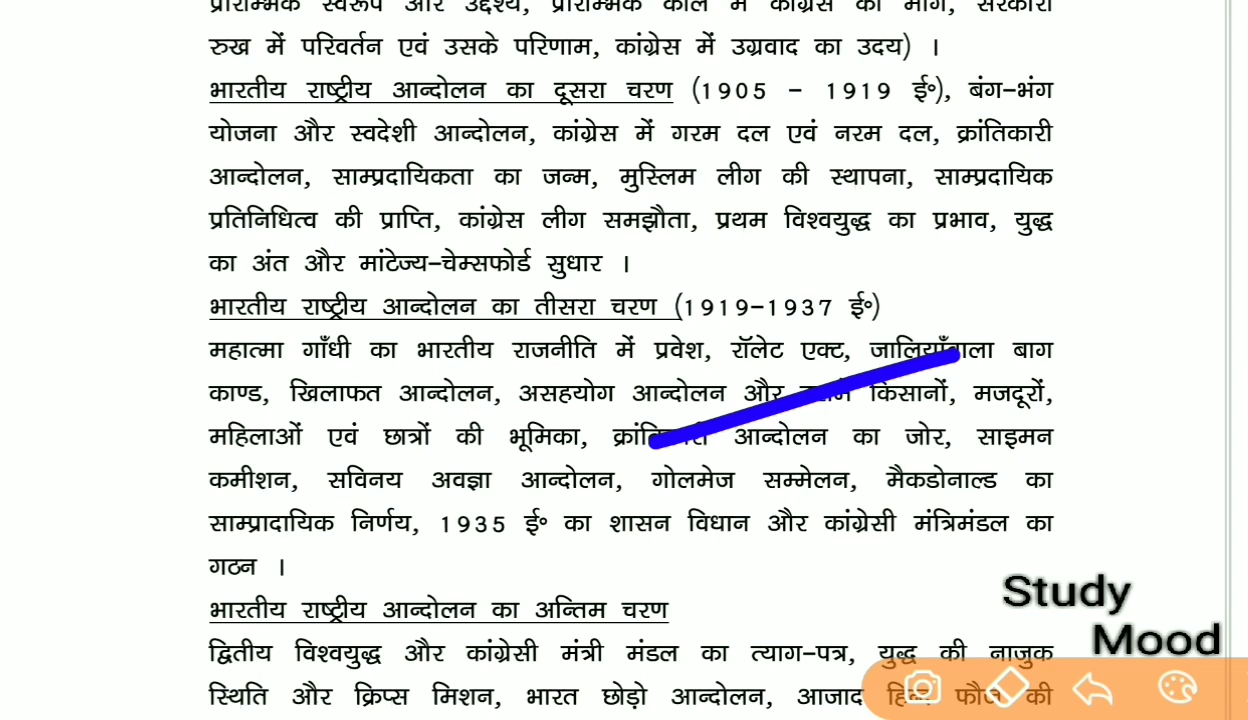 प्रारम्भिक स्वरूप और उद्देश्य, प्रारम्भिक काल में कांग्रेस की माँगें, सरकारी
रुख में परिवर्तन एवं उसके परिणाम, कांग्रेस में उग्रवाद का उदय) ।
भारतीय राष्ट्रीय आन्दोलन का दूसरा चरण (1905 - 1919 ई॰), बंग-भंग
योजना और स्वदेशी आन्दोलन, कांग्रेस में गरम दल एवं नरम दल, क्रांतिकारी
आन्दोलन, साम्प्रदायिकता का जन्म, मुस्लिम लीग की स्थापना, साम्प्रदायिक
प्रतिनिधित्व की प्राप्ति, कांग्रेस लीग समझौता, प्रथम विश्वयुद्ध का प्रभाव, युद्ध
का अंत और मांटेज्य-चेम्सफोर्ड सुधार ।
भारतीय राष्ट्रीय आन्दोलन का तीसरा चरण (1919-1937 ई॰)
महात्मा गाँधी का भारतीय राजनीति में प्रवेश, रॉलेट एक्ट, जालियाँवाला बाग
काण्ड, खिलाफत आन्दोलन, असहयोग आन्दोलन और किसानों, मजदूरों,
महिलाओं एवं छात्रों की भूमिका, क्रांतिकारी आन्दोलन का जोर, साइमन
कमीशन, सविनय अवज्ञा आन्दोलन, गोलमेज सम्मेलन, मैकडोनाल्ड का
साम्प्रादायिक निर्णय, 1935 ई॰ का शासन विधान और कांग्रेसी मंत्रिमंडल का
गठन ।
भारतीय राष्ट्रीय आन्दोलन का अन्तिम चरण
द्वितीय विश्वयुद्ध और कांग्रेसी मंत्री मंडल का त्याग-पत्र, युद्ध की नाजुक
स्थिति और क्रिप्स मिशन, भारत छोड़ो आन्दोलन, आजाद हिन्द फौज की
Study
Mood